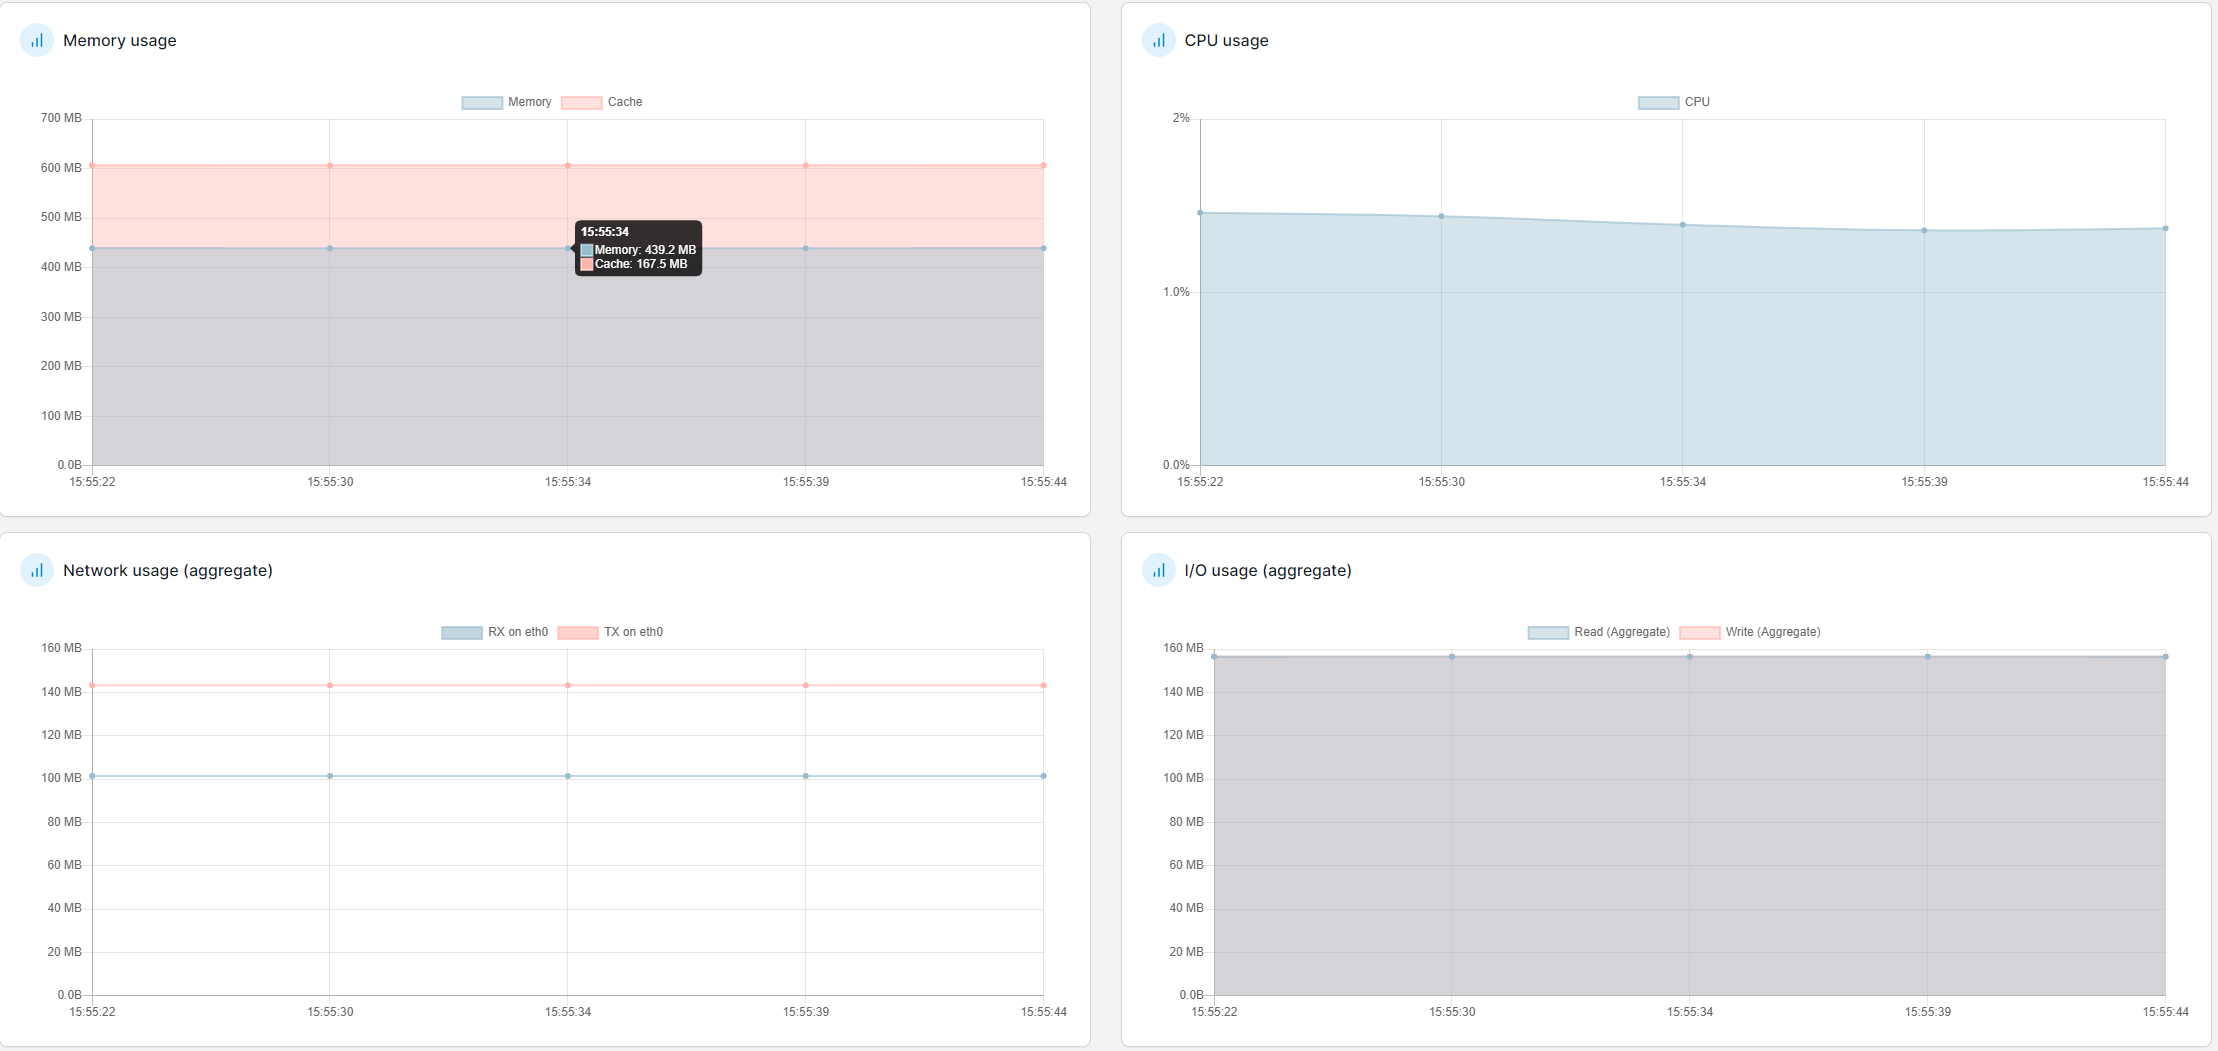 Memory usage
Memory Cache
700 MB
600 MB
500 MB
400 MB
300 MB
200 MB
100 MB
0.0B
15:55:34
Memory: 439.2 MB
Cache: 167.5 MB
15:55:22 15:55:30 15:55:34 15:55:39 15:55:44
CPU usage
CPU
2%
1.0%
0.0%
15:55:22 15:55:30 15:55:34 15:55:39 15:55:44
Network usage (aggregate)
RX on eth0 TX on eth0
160 MB
140 MB
120 MB
100 MB
80 MB
60 MB
40 MB
20 MB
0.0B
15:55:22 15:55:30 15:55:34 15:55:39 15:55:44
I/O usage (aggregate)
Read (Aggregate) Write (Aggregate)
160 MB
140 MB
120 MB
100 MB
80 MB
60 MB
40 MB
20 MB
0.0B
15:55:22 15:55:30 15:55:34 15:55:39 15:55:44